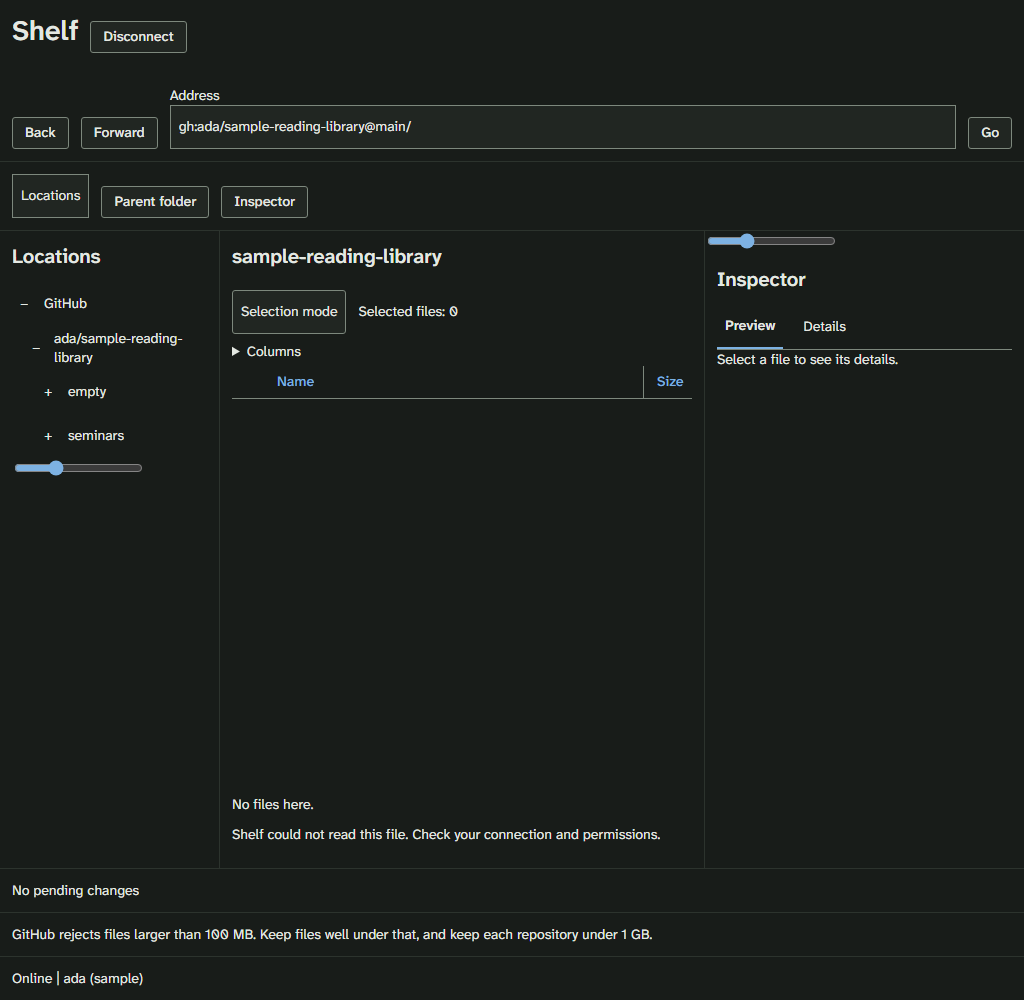 Shelf
Disconnect
Address
Back
Forward
gh:ada/sample-reading-library@main/
Go
Locations
Parent folder
Inspector
Locations
– GitHub
– ada/sample-reading-
library
+ empty
+ seminars
sample-reading-library
Selection mode
Selected files: 0
▶ Columns
Name
Size
No files here.
Shelf could not read this file. Check your connection and permissions.
Inspector
Preview
Details
Select a file to see its details.
No pending changes
GitHub rejects files larger than 100 MB. Keep files well under that, and keep each repository under 1 GB.
Online | ada (sample)